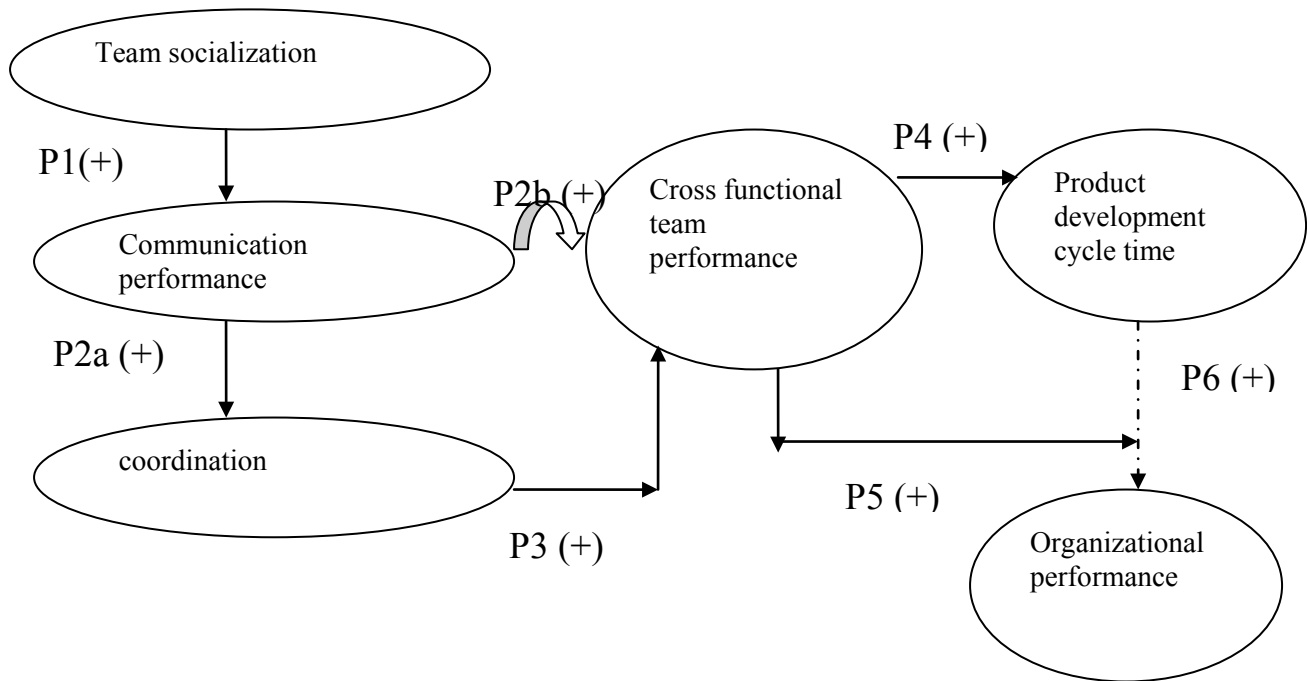 Team socialization
P1(+)
P2b (+)
Communication
performance
P2a (+)
coordination
P3 (+)
Cross functional
team
performance
P4 (+)
Product
development
cycle time
P6 (+)
P5 (+)
Organizational
performance